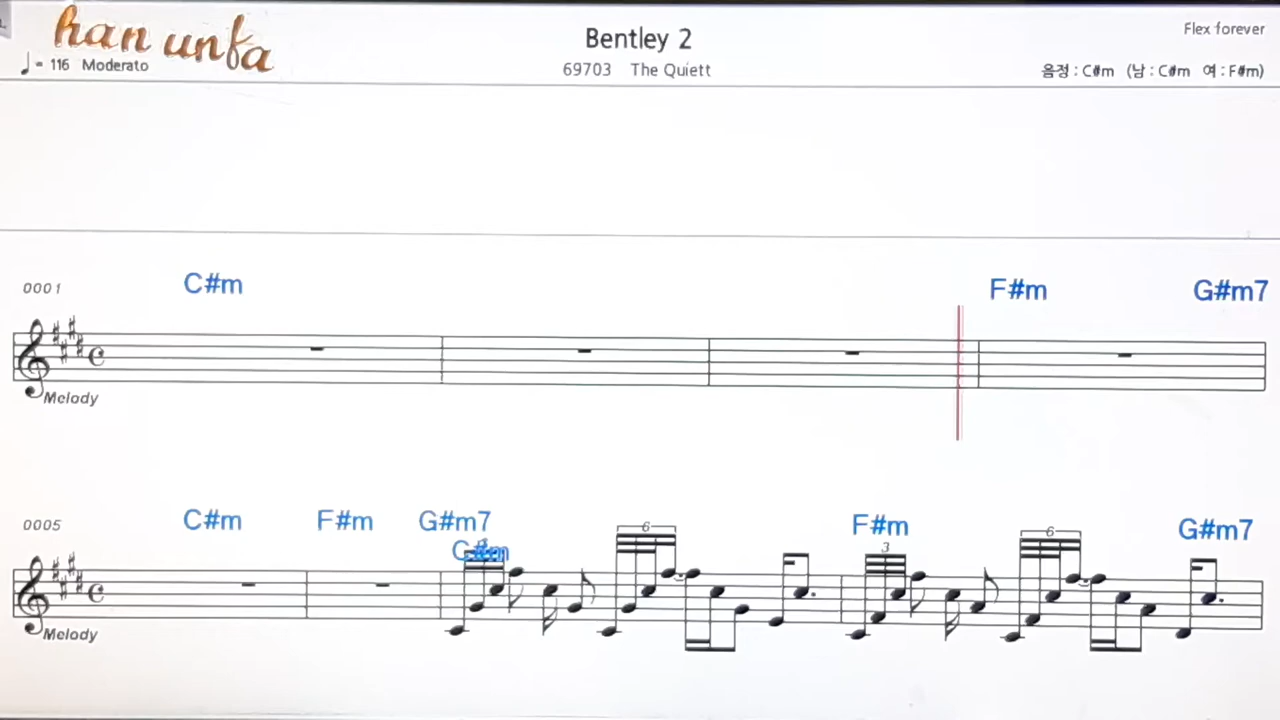 han unfa
Bentley 2
Flex forever
♩= 116 Moderato
69703 The Quiett
음정 : C#m (남 : C#m 여 : F#m)
0001
C#m F#m G#m7
Melody
0005
C#m F#m G#m7 C#m F#m G#m7
6 3 6
Melody